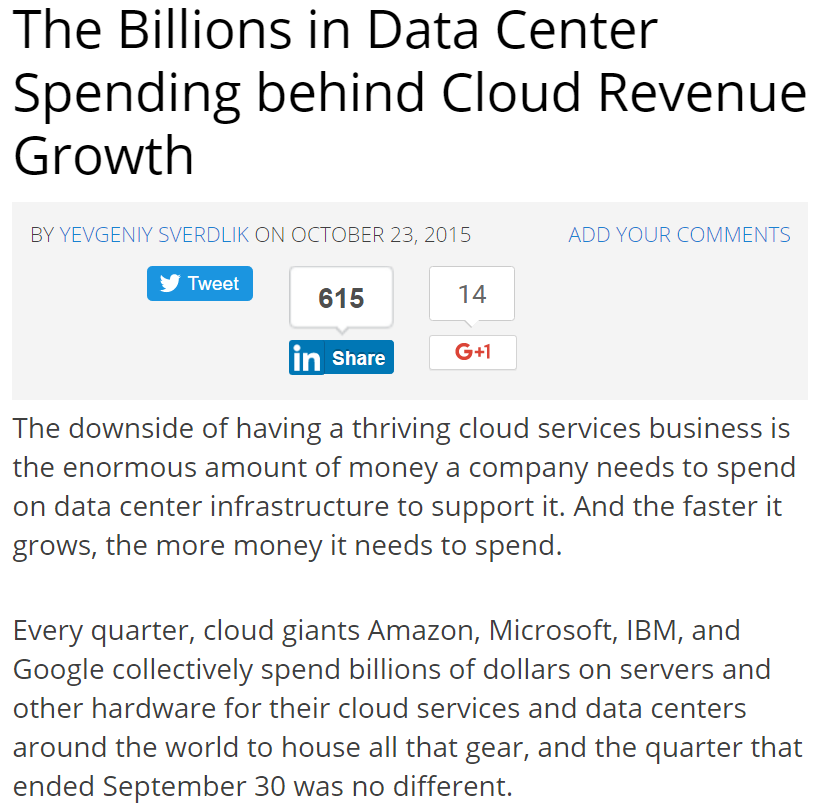 The Billions in Data Center
Spending behind Cloud Revenue
Growth
BY YEVGENIY SVERDLIK ON OCTOBER 23, 2015 ADD YOUR COMMENTS
Tweet
615
14
in Share
G+1
The downside of having a thriving cloud services business is
the enormous amount of money a company needs to spend
on data center infrastructure to support it. And the faster it
grows, the more money it needs to spend.
Every quarter, cloud giants Amazon, Microsoft, IBM, and
Google collectively spend billions of dollars on servers and
other hardware for their cloud services and data centers
around the world to house all that gear, and the quarter that
ended September 30 was no different.